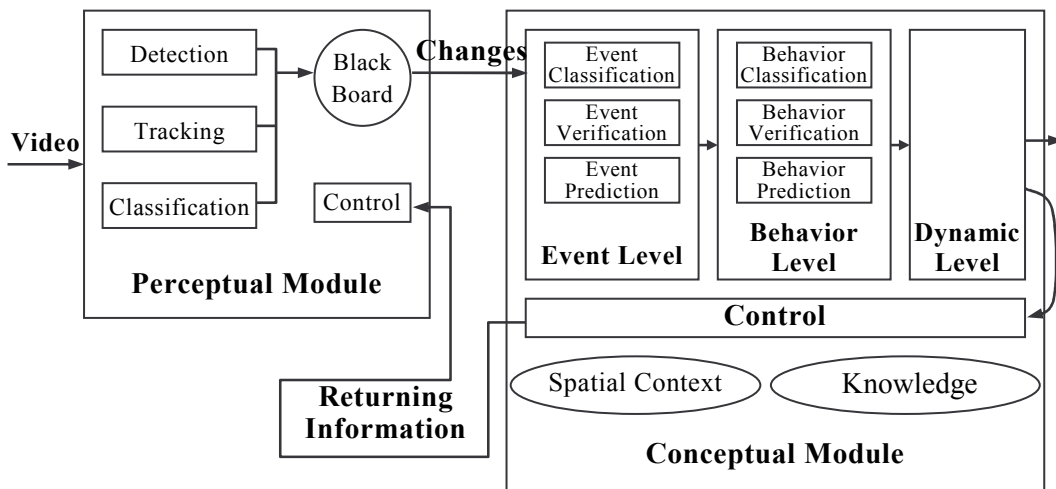 Video
Detection
Tracking
Classification
Black
Board
Control
Perceptual Module
Changes
Event
Classification
Event
Verification
Event
Prediction
Event Level
Behavior
Classification
Behavior
Verification
Behavior
Prediction
Behavior
Level
Dynamic
Level
Control
Returning
Information
Spatial Context
Knowledge
Conceptual Module